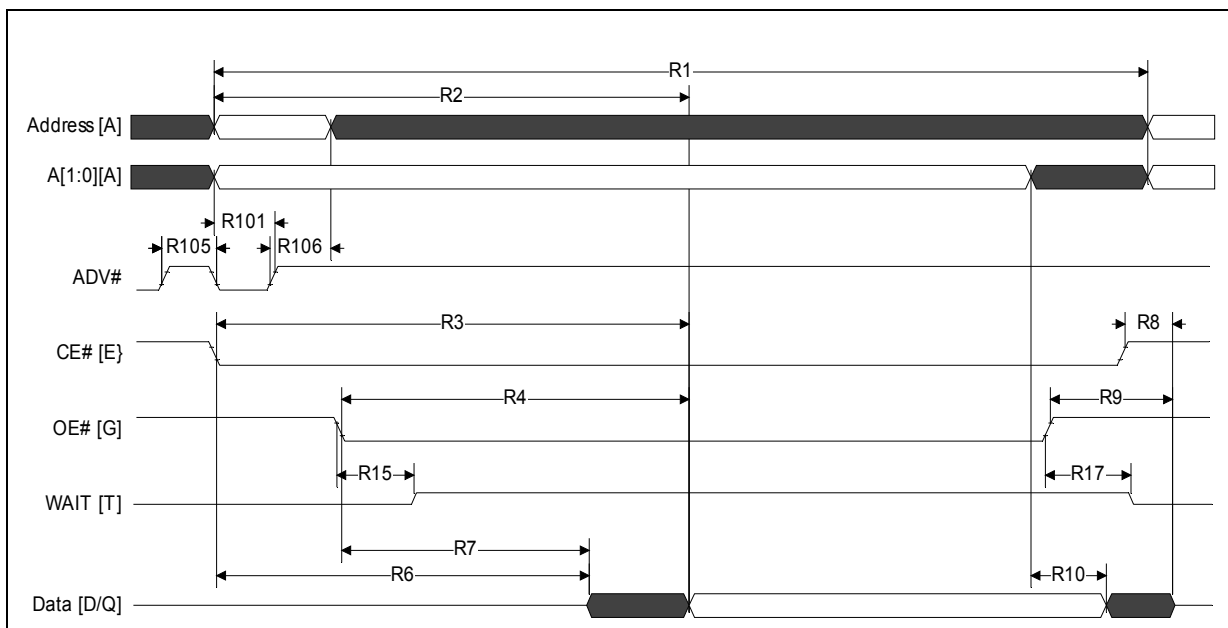 R1
R2
Address [A]
A[1:0][A]
R101
R105
R106
ADV#
R3
R8
CE# [E}
R4
R9
OE# [G]
R15
R17
WAIT [T]
R7
R6
R10
Data [D/Q]